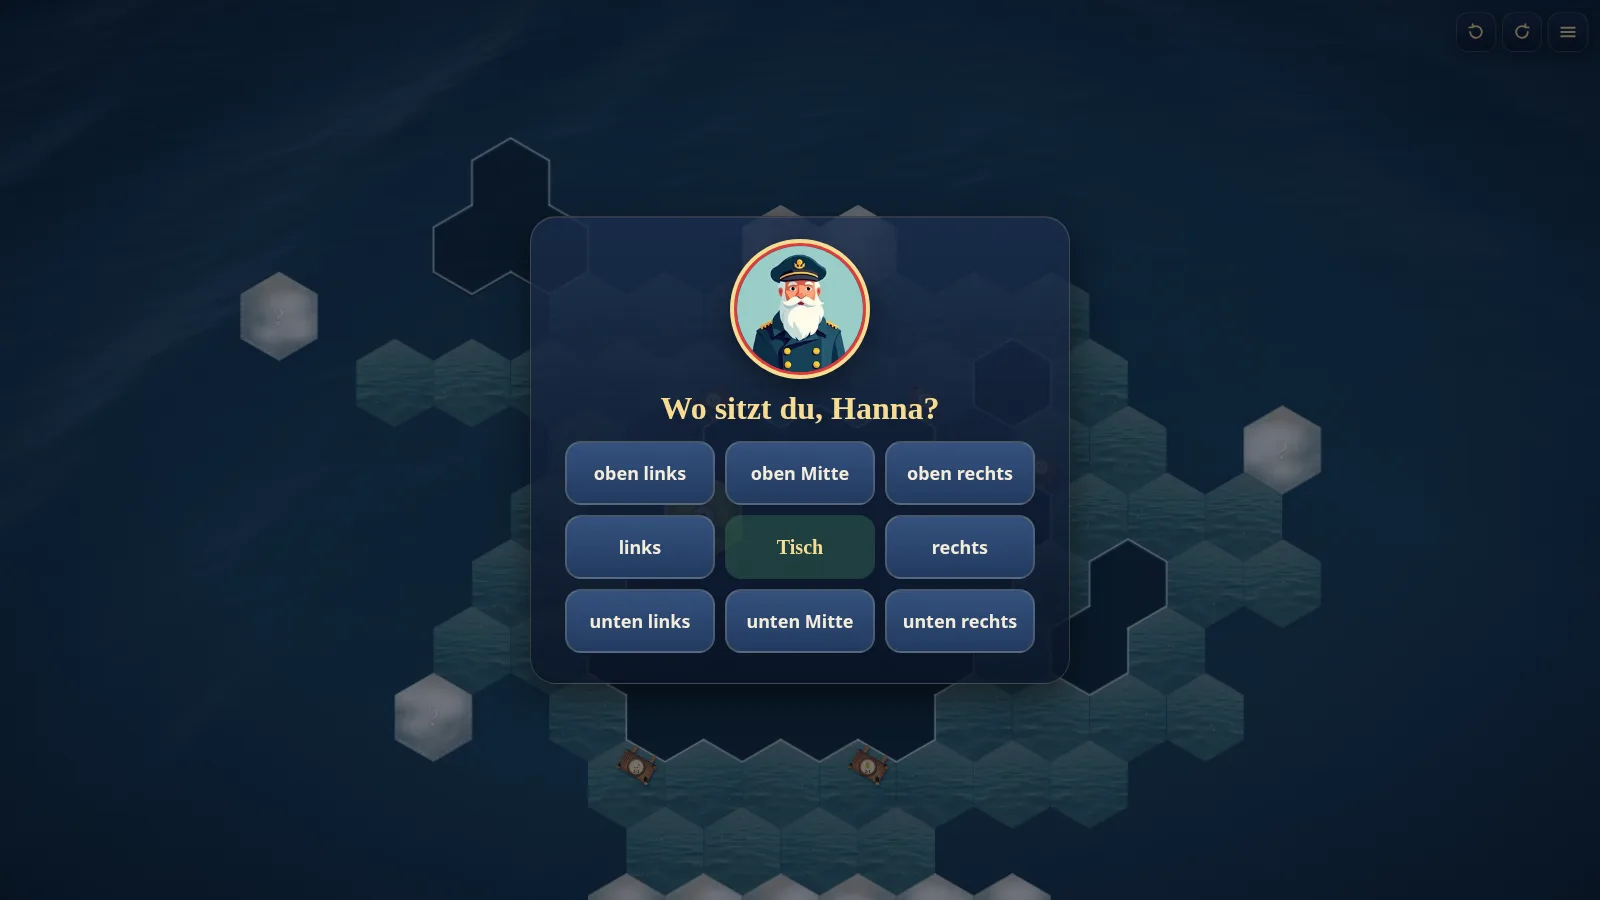 Wo sitzt du, Hanna?
oben links
oben Mitte
oben rechts
links
Tisch
rechts
unten links
unten Mitte
unten rechts